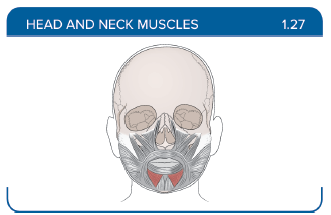 HEAD AND NECK MUSCLES 1.27